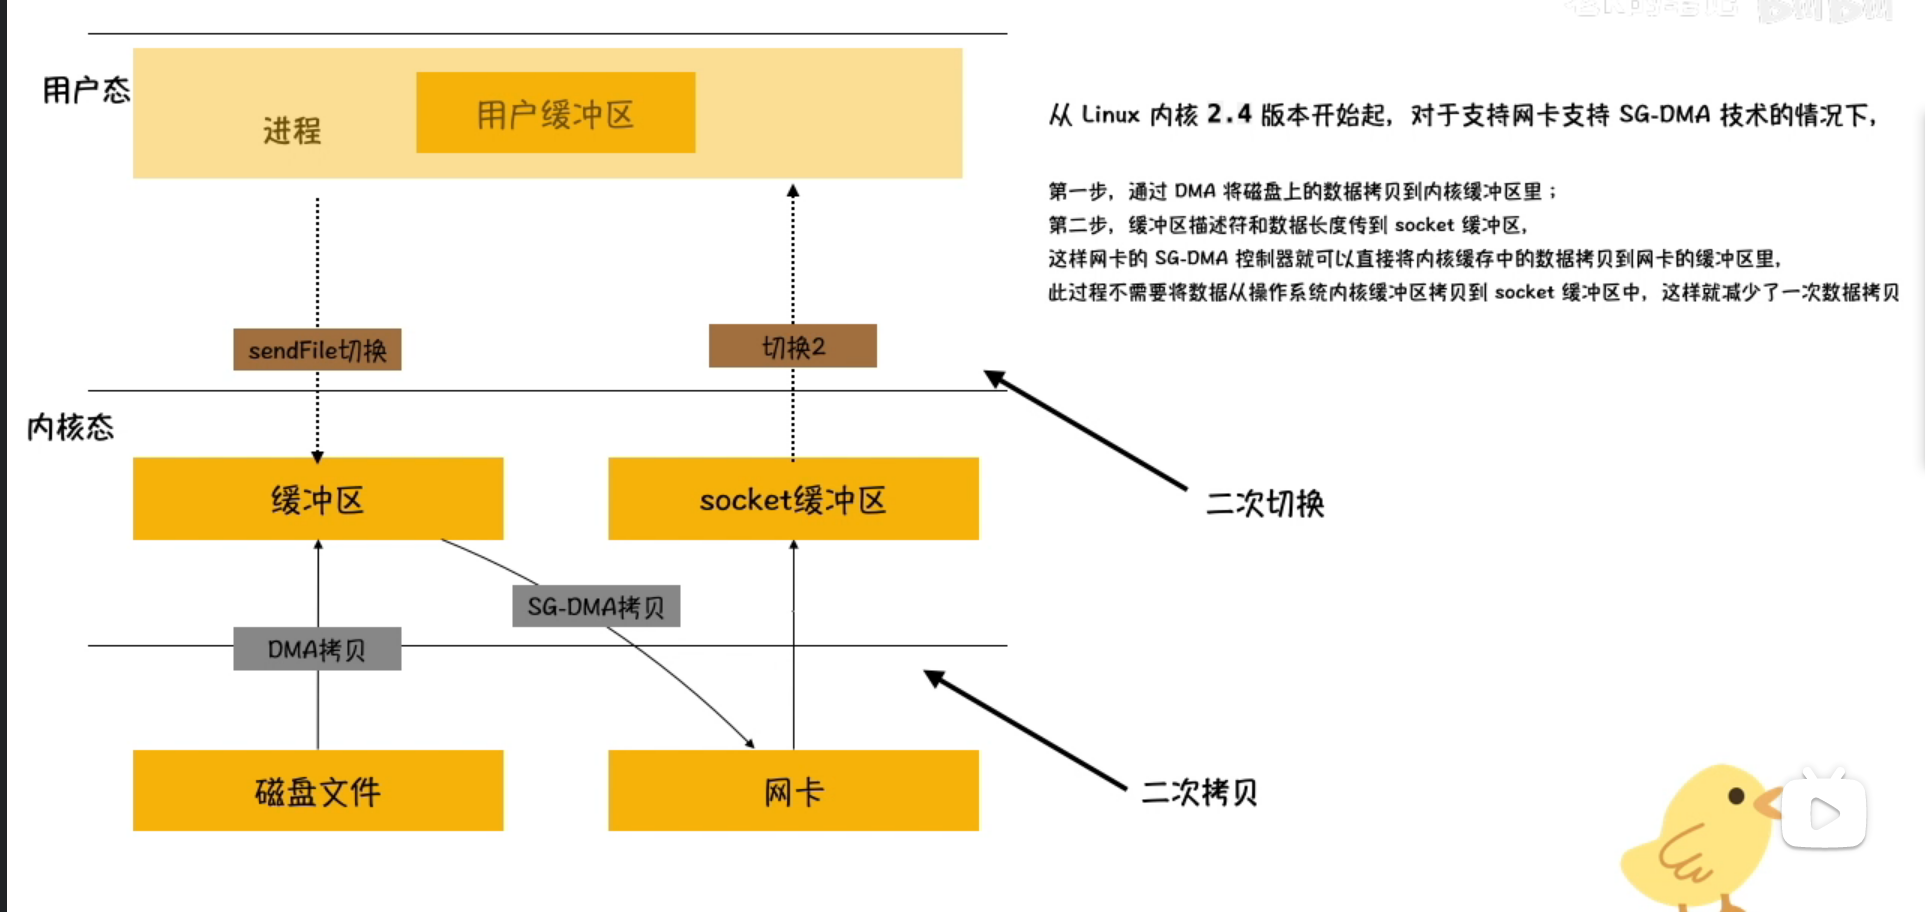 用户态
进程
用户缓冲区
sendFile切换
切换2
内核态
缓冲区
socket缓冲区
SG-DMA拷贝
DMA拷贝
磁盘文件
网卡
从 Linux 内核 2.4 版本开始起，对于支持网卡支持 SG-DMA 技术的情况下，
第一步，通过 DMA 将磁盘上的数据拷贝到内核缓冲区里；
第二步，缓冲区描述符和数据长度传到 socket 缓冲区，
这样网卡的 SG-DMA 控制器就可以直接将内核缓存中的数据拷贝到网卡的缓冲区里，
此过程不需要将数据从操作系统内核缓冲区拷贝到 socket 缓冲区中，这样就减少了一次数据拷贝
二次切换
二次拷贝